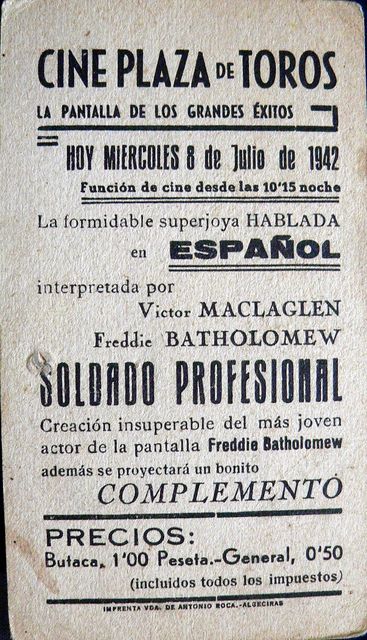 CINE PLAZA DE TOROS
LA PANTALLA DE LOS GRANDES ÉXITOS
HOY MIERCOLES 8 de Julio de 1942
Función de cine desde las 10'15 noche
La formidable superjoya HABLADA
en ESPAÑOL
interpretada por
Victor MACLAGLEN
Freddie BATHOLOMEW
SOLDADO PROFESIONAL
Creación insuperable del más joven
actor de la pantalla Freddie Batholomew
además se proyectará un bonito
COMPLEMENTO
PRECIOS:
Butaca, 1'00 Peseta.-General, 0'50
(incluidos todos los impuestos)
IMPRENTA VDA. DE ANTONIO ROCA.-ALGECIRAS